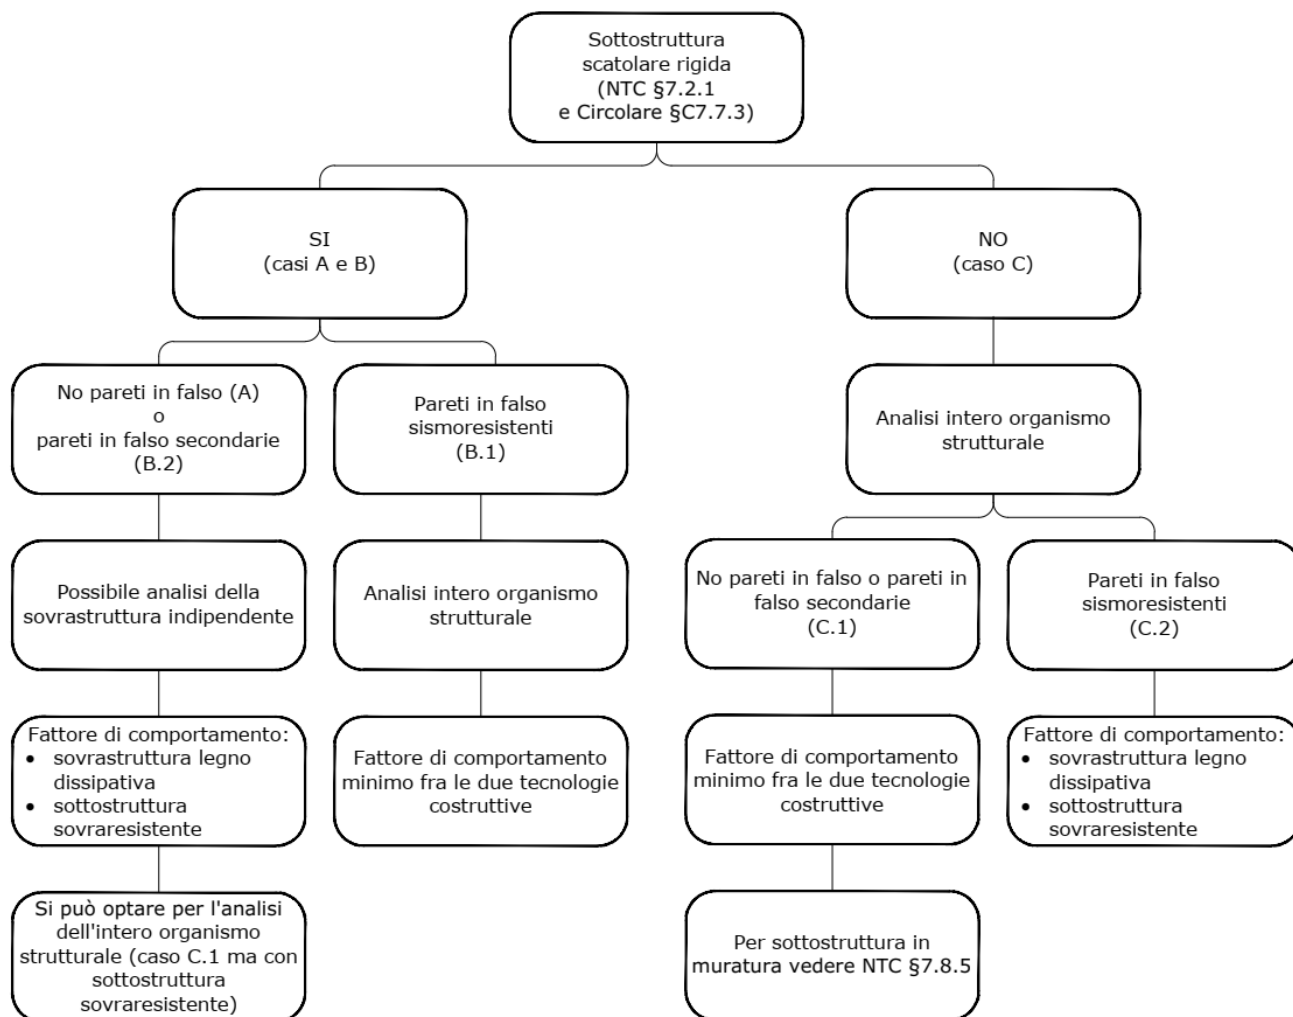 Sottostruttura
scatolare rigida
(NTC §7.2.1
e Circolare §C7.7.3)
SI
(casi A e B)
NO
(caso C)
No pareti in falso (A)
o
pareti in falso secondarie
(B.2)
Pareti in falso
sismoresistenti
(B.1)
Analisi intero organismo
strutturale
Possibile analisi della
sovrastruttura indipendente
Analisi intero organismo
strutturale
No pareti in falso o pareti in
falso secondarie
(C.1)
Pareti in falso
sismoresistenti
(C.2)
Fattore di comportamento:
• sovrastruttura legno
dissipativa
• sottostruttura
sovraresistente
Fattore di comportamento
minimo fra le due tecnologie
costruttive
Fattore di comportamento
minimo fra le due tecnologie
costruttive
Fattore di comportamento:
• sovrastruttura legno
dissipativa
• sottostruttura
sovraresistente
Si può optare per l'analisi
dell'intero organismo
strutturale (caso C.1 ma con
sottostruttura
sovraresistente)
Per sottostruttura in
muratura vedere NTC §7.8.5